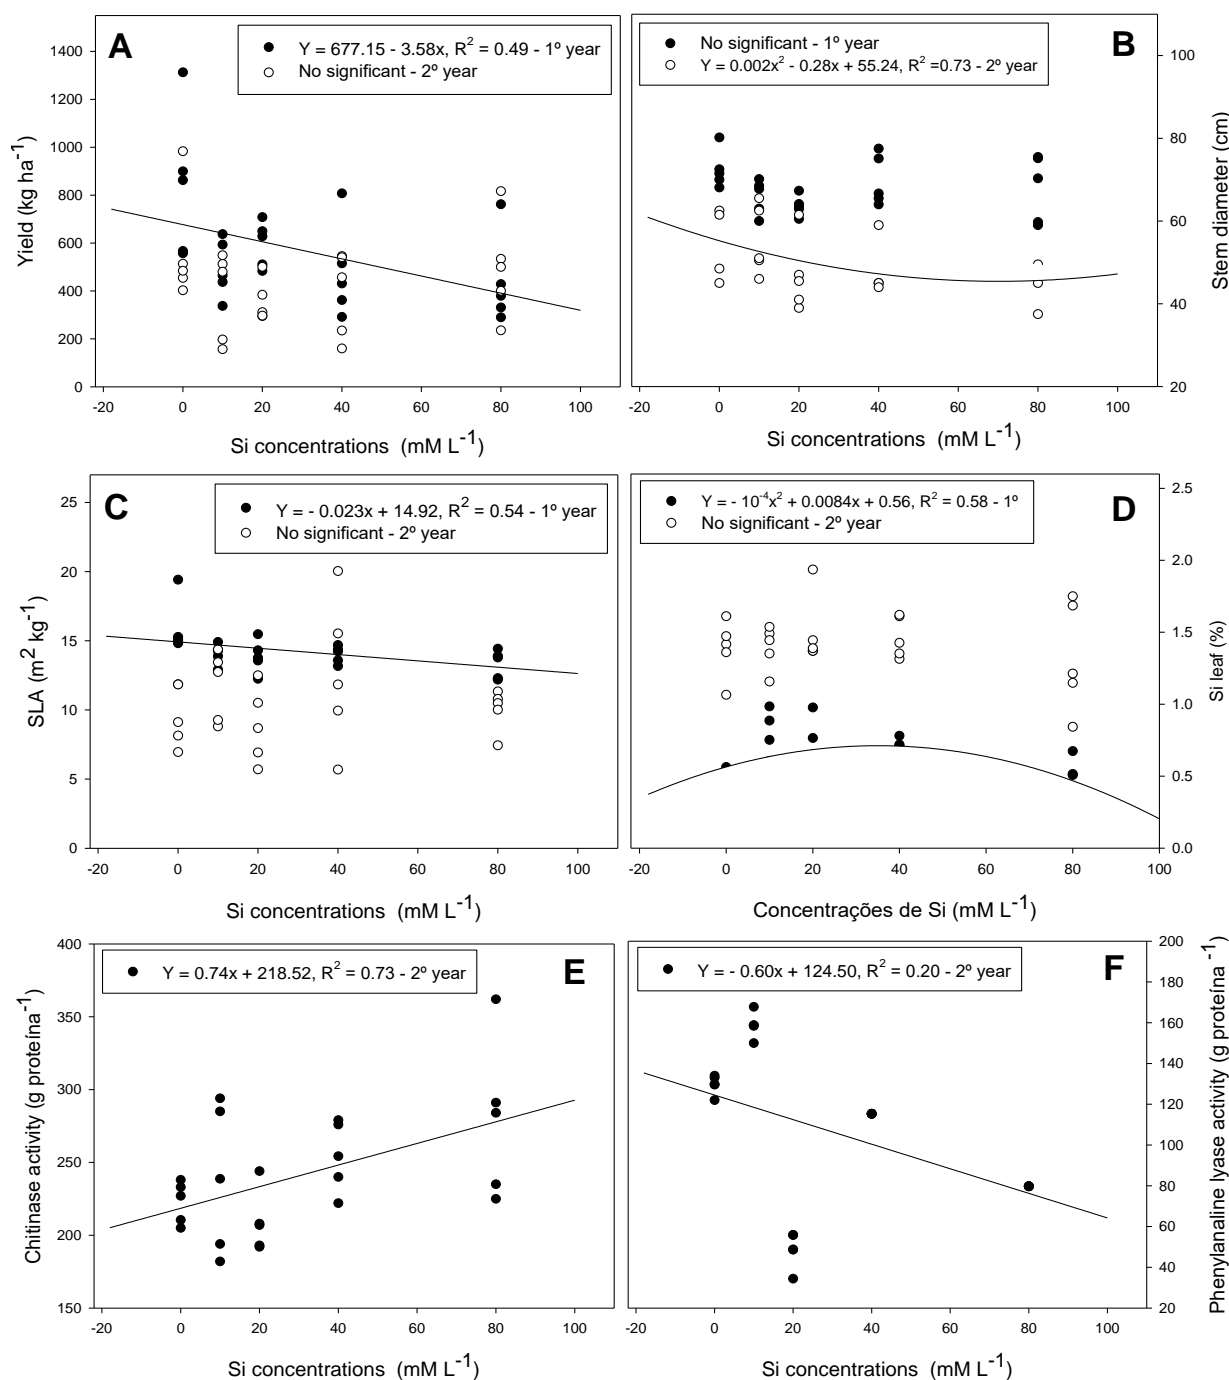 A
Y = 677.15 - 3.58x, R² = 0.49 - 1º year
No significant - 2º year
Yield (kg ha⁻¹)
1400
1200
1000
800
600
400
200
0
-20 0 20 40 60 80 100
Si concentrations (mM L⁻¹)
B
No significant - 1º year
Y = 0.002x² - 0.28x + 55.24, R² =0.73 - 2º year
Stem diameter (cm)
100
80
60
40
20
-20 0 20 40 60 80 100
Si concentrations (mM L⁻¹)
C
Y = - 0.023x + 14.92, R² = 0.54 - 1º year
No significant - 2º year
SLA (m² kg⁻¹)
25
20
15
10
5
0
-20 0 20 40 60 80 100
Si concentrations (mM L⁻¹)
D
Y = - 10⁻⁴x² + 0.0084x + 0.56, R² = 0.58 - 1º
No significant - 2º year
Si leaf (%)
2.5
2.0
1.5
1.0
0.5
0.0
-20 0 20 40 60 80 100
Concentrações de Si (mM L⁻¹)
E
Y = 0.74x + 218.52, R² = 0.73 - 2º year
Chitinase activity (g proteína⁻¹)
400
350
300
250
200
150
-20 0 20 40 60 80 100
Si concentrations (mM L⁻¹)
F
Y = - 0.60x + 124.50, R² = 0.20 - 2º year
Phenylanaline lyase activity (g proteína ⁻¹)
200
180
160
140
120
100
80
60
40
20
-20 0 20 40 60 80 100
Si concentrations (mM L⁻¹)